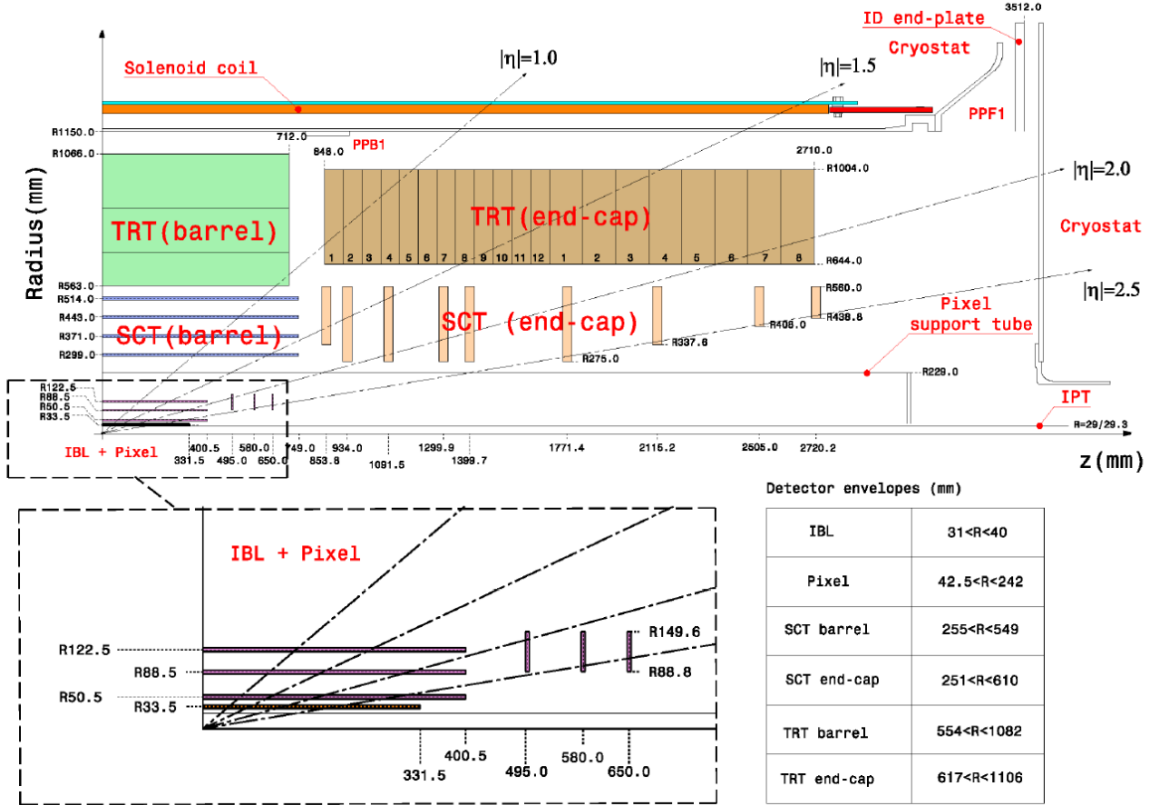 3512.0
ID end-plate
Cryostat
|η|=1.0
|η|=1.5
Solenoid coil
PPF1
R1150.0
712.0
PPB1
R1066.0
848.0
2710.0
R1004.0
|η|=2.0
Radius(mm)
TRT(barrel)
TRT(end-cap)
Cryostat
1 2 3 4 5 6 7 8 9 10 11 12 1 2 3 4 5 6 7 8
R644.0
R563.0
R560.0
|η|=2.5
R514.0
R443.0
R438.8
SCT(barrel)
SCT (end-cap)
R408.0
Pixel
support tube
R371.0
R337.6
R299.0
R275.0
R229.0
R122.5
R88.5
R50.5
R33.5
IPT
R=29/29.3
IBL + Pixel
400.5
580.0
749.0
934.0
1299.9
1771.4
2115.2
2505.0
2720.2
331.5
495.0
650.0
853.8
1091.5
1399.7
z(mm)
IBL + Pixel
R122.5
R149.6
R88.5
R88.8
R50.5
R33.5
400.5
580.0
331.5
495.0
650.0
Detector envelopes (mm)
IBL 31<R<40
Pixel 42.5<R<242
SCT barrel 255<R<549
SCT end-cap 251<R<610
TRT barrel 554<R<1082
TRT end-cap 617<R<1106